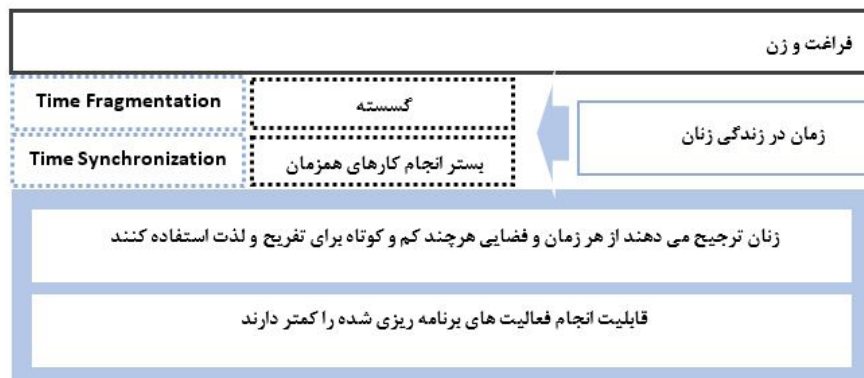 فراغت و زن
زمان در زندگی زنان
گسسته
Time Fragmentation
بستر انجام کارهای همزمان
Time Synchronization
زنان ترجیح می دهند از هر زمان و فضایی هرچند کم و کوتاه برای تفریح و لذت استفاده کنند
قابلیت انجام فعالیت های برنامه ریزی شده را کمتر دارند